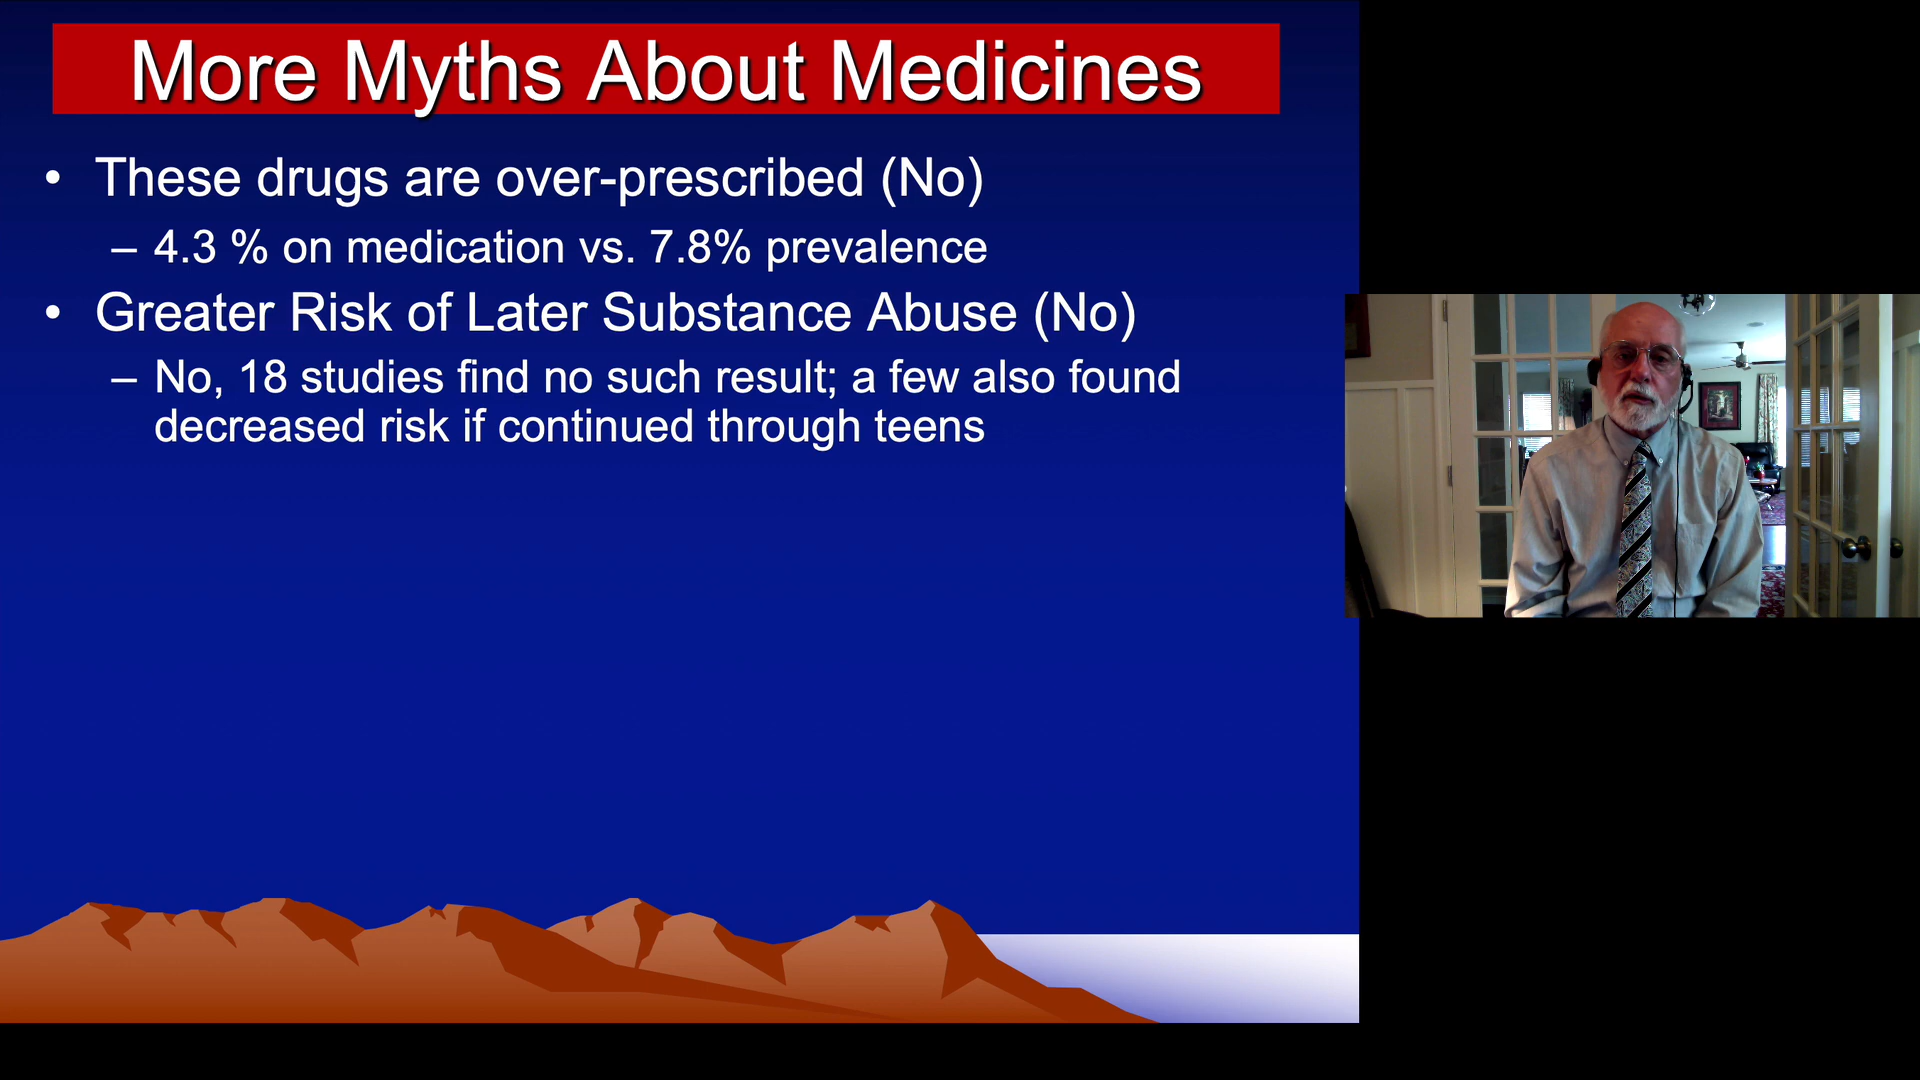 More Myths About Medicines
• These drugs are over-prescribed (No)
– 4.3 % on medication vs. 7.8% prevalence
• Greater Risk of Later Substance Abuse (No)
– No, 18 studies find no such result; a few also found
decreased risk if continued through teens